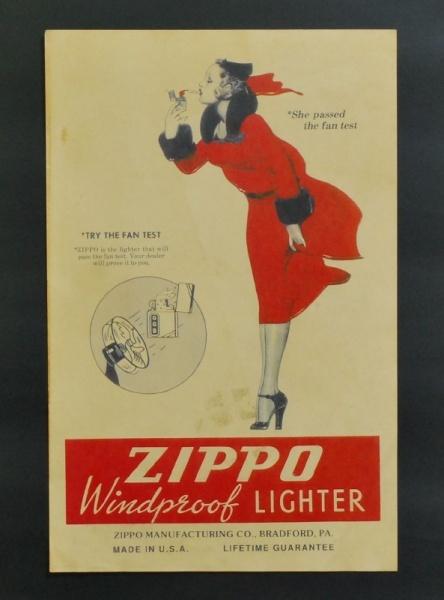 *She passed
the fan test
*TRY THE FAN TEST
*ZIPPO is the lighter that will
pass the fan test. Your dealer
will prove it to you.
ZIPPO
Windproof LIGHTER
ZIPPO MANUFACTURING CO., BRADFORD, PA.
MADE IN U.S.A. LIFETIME GUARANTEE